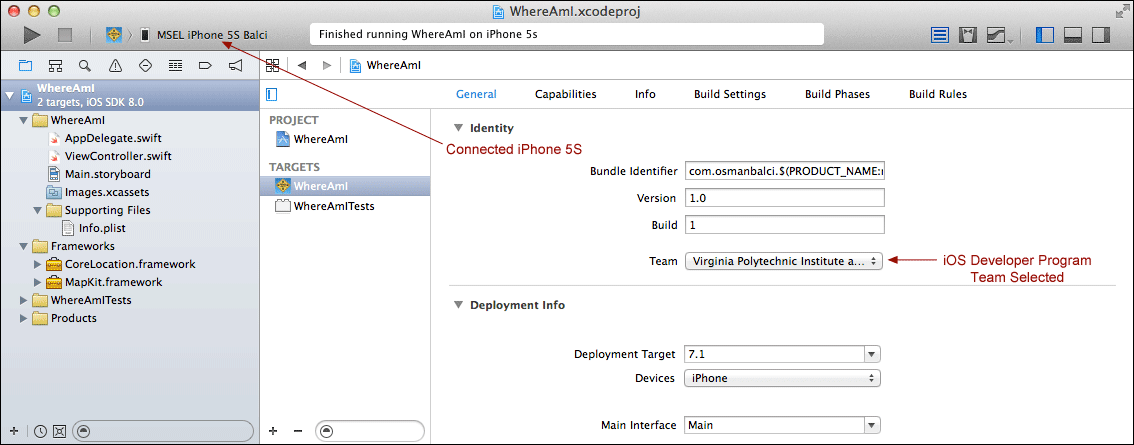 WhereAmI.xcodeproj
MSEL iPhone 5S Balci
Finished running WhereAmI on iPhone 5s
WhereAmI
WhereAmI
2 targets, iOS SDK 8.0
WhereAmI
AppDelegate.swift
ViewController.swift
Main.storyboard
Images.xcassets
Supporting Files
Info.plist
Frameworks
CoreLocation.framework
MapKit.framework
WhereAmITests
Products
PROJECT
WhereAmI
TARGETS
WhereAmI
WhereAmITests
General Capabilities Info Build Settings Build Phases Build Rules
Identity
Connected iPhone 5S
Bundle Identifier com.osmanbalci.$(PRODUCT_NAME:
Version 1.0
Build 1
Team Virginia Polytechnic Institute a...
iOS Developer Program
Team Selected
Deployment Info
Deployment Target 7.1
Devices iPhone
Main Interface Main